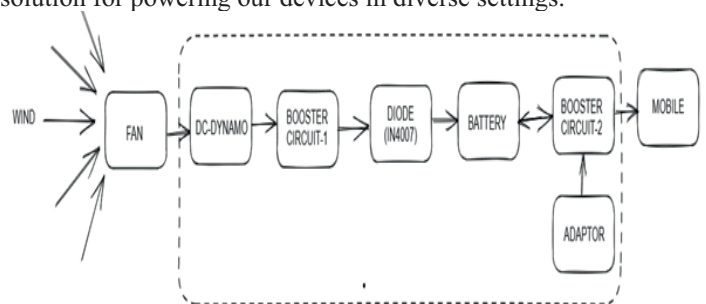 solution for powering our devices in diverse settings.
WIND
FAN
DC-DYNAMO
BOOSTER
CIRCUIT-1
DIODE
(IN4007)
BATTERY
BOOSTER
CIRCUIT-2
MOBILE
ADAPTOR